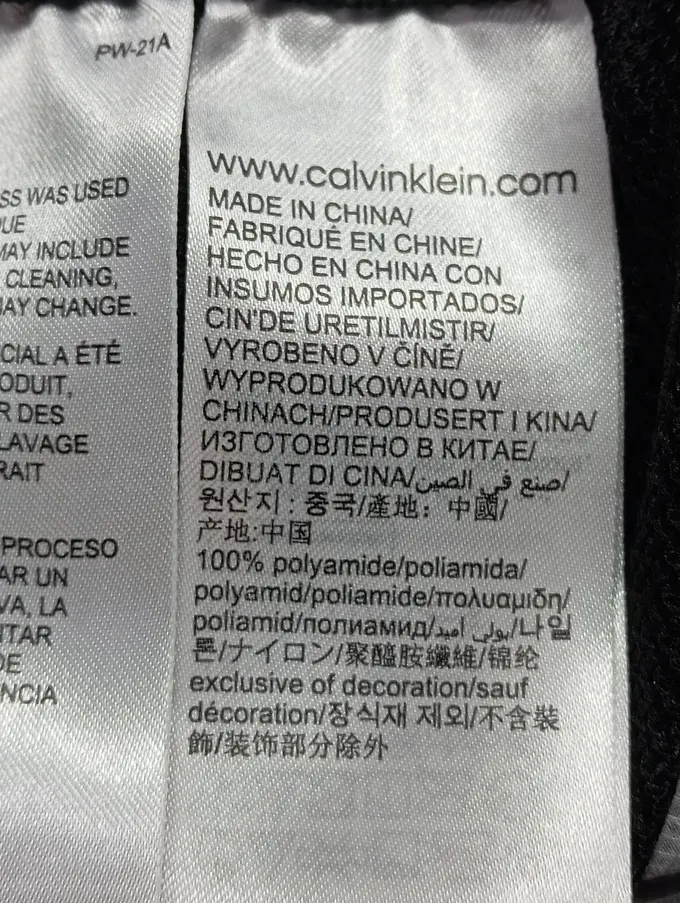 PW-21A
SS WAS USED
MAY INCLUDE
CLEANING,
MAY CHANGE.
CIAL A ÉTÉ
ODUIT,
R DES
LAVAGE
RAIT
PROCESO
AR UN
VA, LA
NTAR
DE
NCIA
www.calvinklein.com
MADE IN CHINA/
FABRIQUÉ EN CHINE/
HECHO EN CHINA CON
INSUMOS IMPORTADOS/
CIN'DE URETILMISTIR/
VYROBENO V ČÍNĚ/
WYPRODUKOWANO W
CHINACH/PRODUSERT I KINA/
ИЗГОТОВЛЕНО В КИТАЕ/
DIBUAT DI CINA/صنع في الصين/
원산지 : 중국/產地：中國/
产地:中国
100% polyamide/poliamida/
polyamid/poliamide/πολυαμιδη/
poliamid/полиамид/بولي أميد/나일
론/ナイロン/聚醯胺纖維/锦纶
exclusive of decoration/sauf
décoration/장식재 제외/不含裝
飾/装饰部分除外